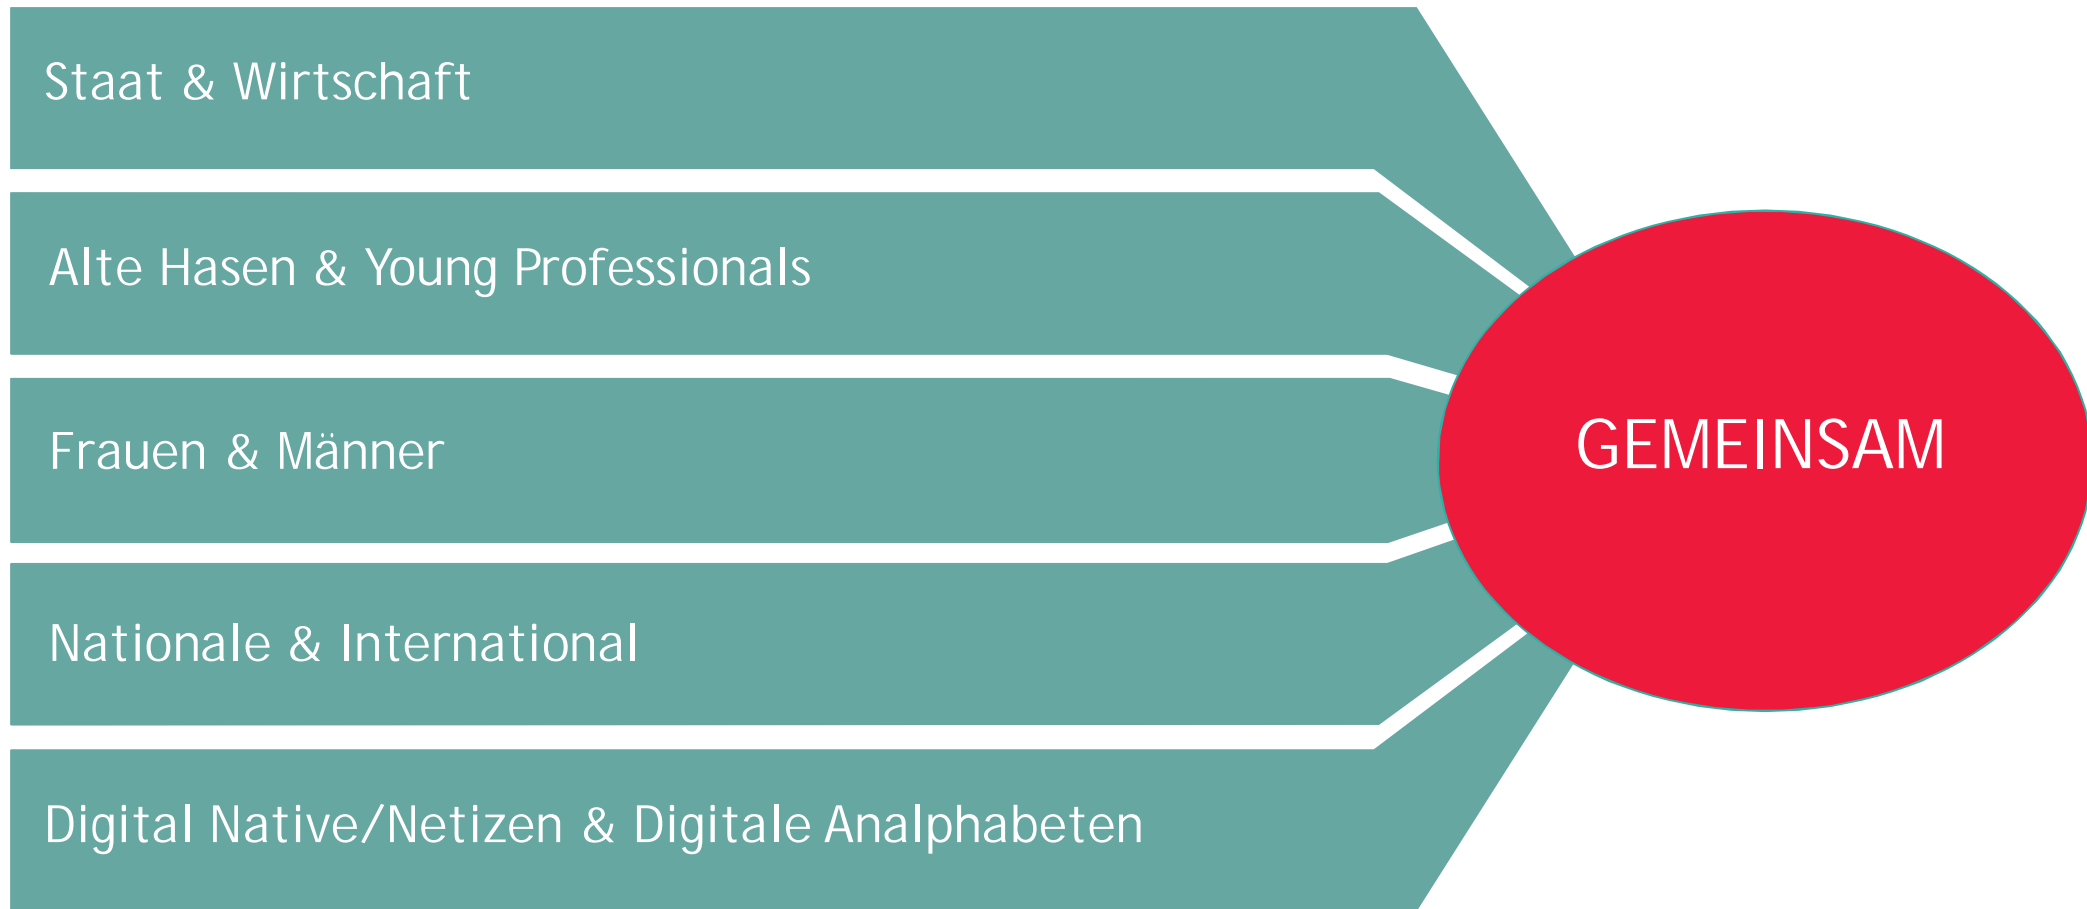 Staat & Wirtschaft
Alte Hasen & Young Professionals
Frauen & Männer
GEMEINSAM
Nationale & International
Digital Native/Netizen & Digitale Analphabeten